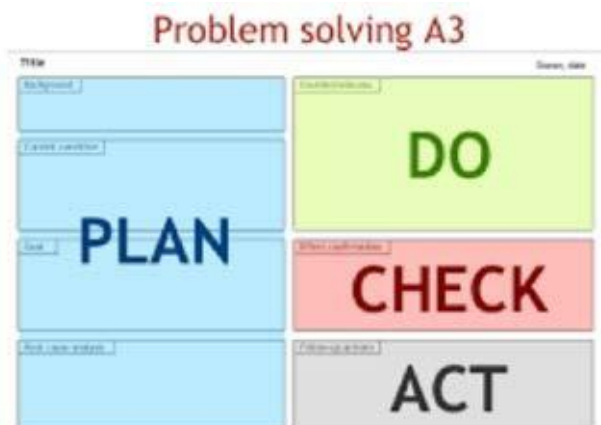 Problem solving A3
Title
Owner, date
Background
Current condition
Goal
Root cause analysis
PLAN
Countermeasures
DO
Effect confirmation
CHECK
Follow-up actions
ACT